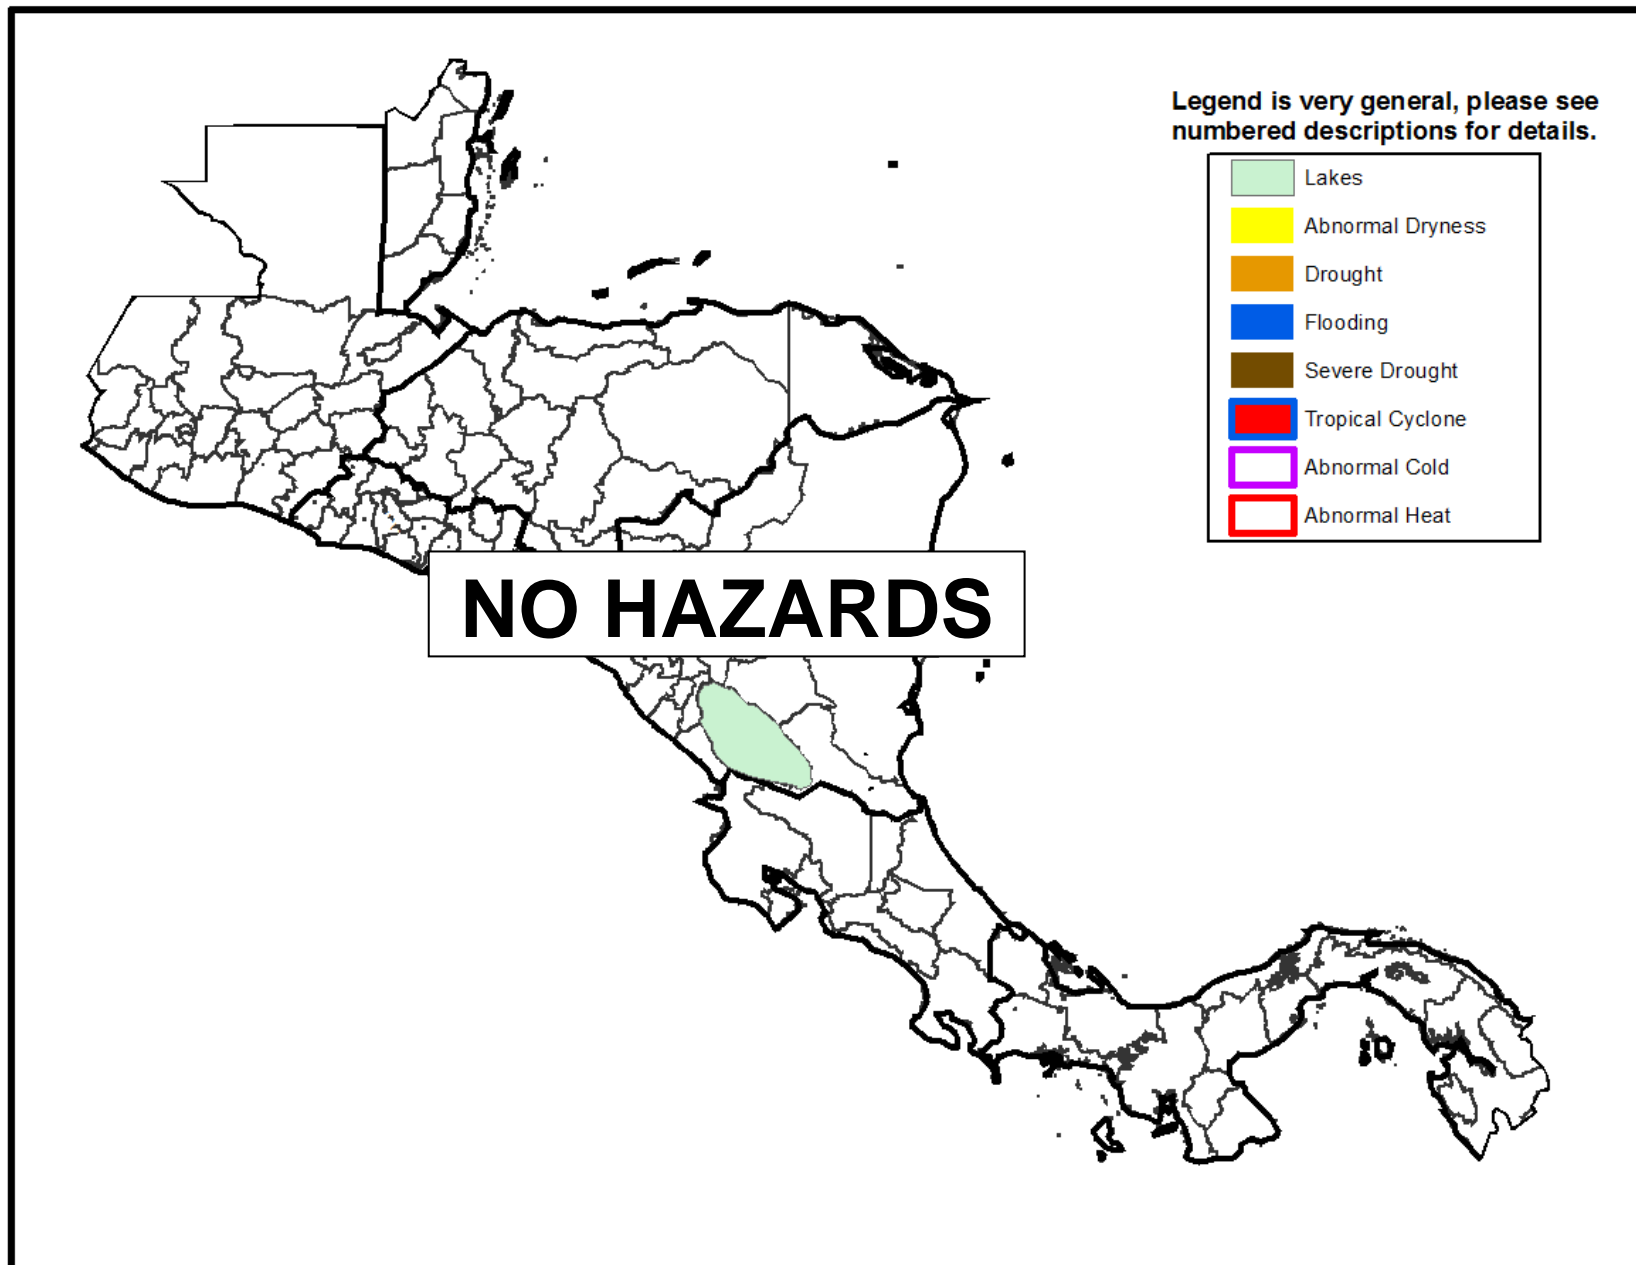 Legend is very general, please see
numbered descriptions for details.
Lakes
Abnormal Dryness
Drought
Flooding
Severe Drought
Tropical Cyclone
Abnormal Cold
Abnormal Heat
NO HAZARDS